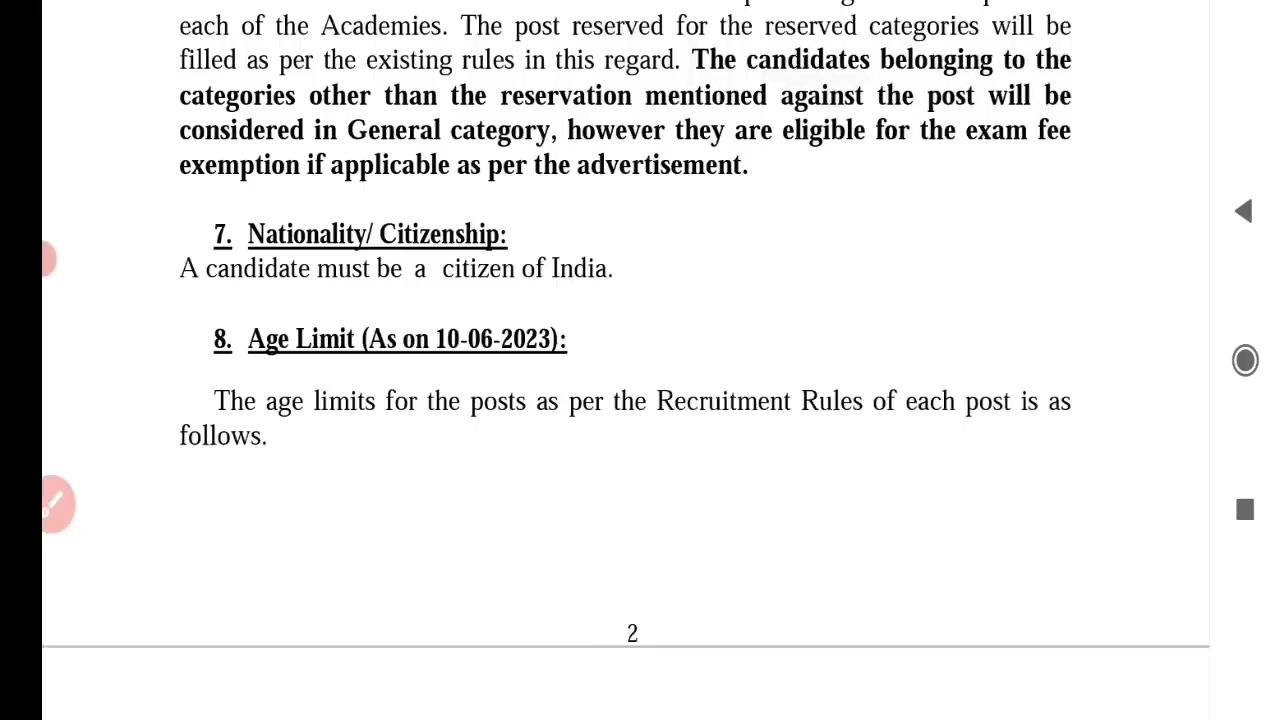 each of the Academies. The post reserved for the reserved categories will be
filled as per the existing rules in this regard. The candidates belonging to the
categories other than the reservation mentioned against the post will be
considered in General category, however they are eligible for the exam fee
exemption if applicable as per the advertisement.
7. Nationality/ Citizenship:
A candidate must be a citizen of India.
8. Age Limit (As on 10-06-2023):
The age limits for the posts as per the Recruitment Rules of each post is as
follows.
2